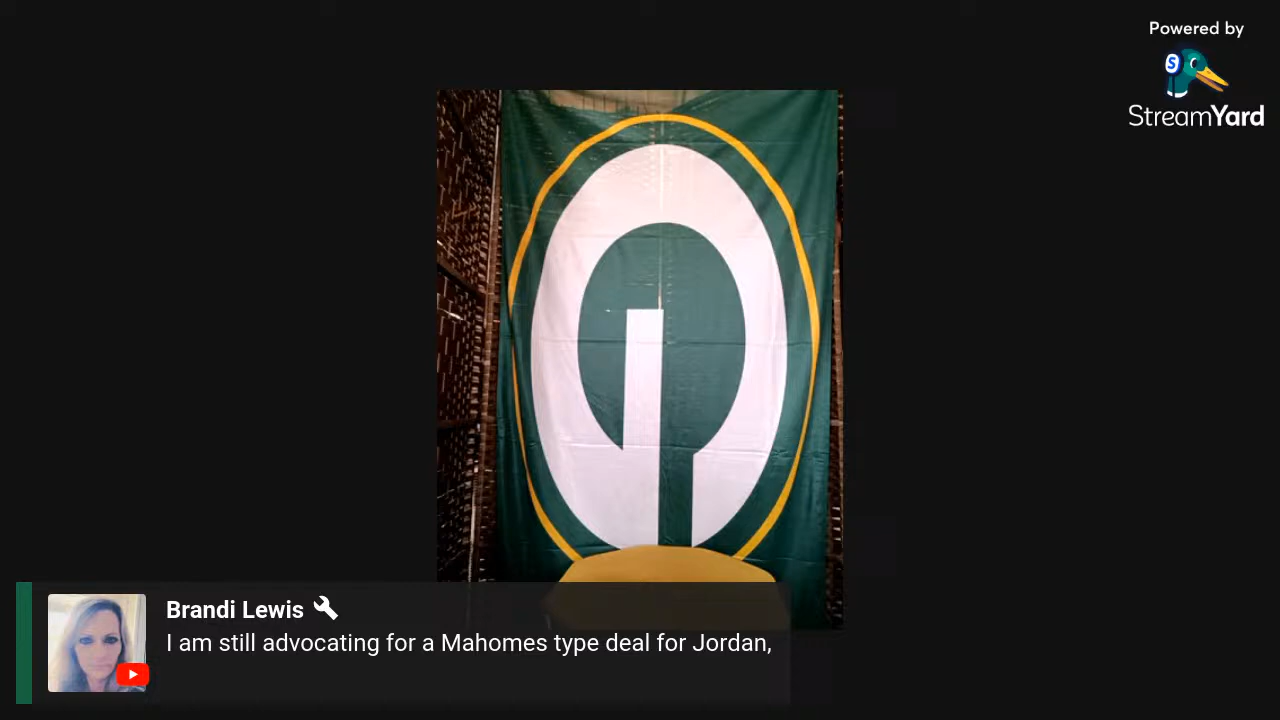 Powered by
StreamYard
Brandi Lewis
I am still advocating for a Mahomes type deal for Jordan,